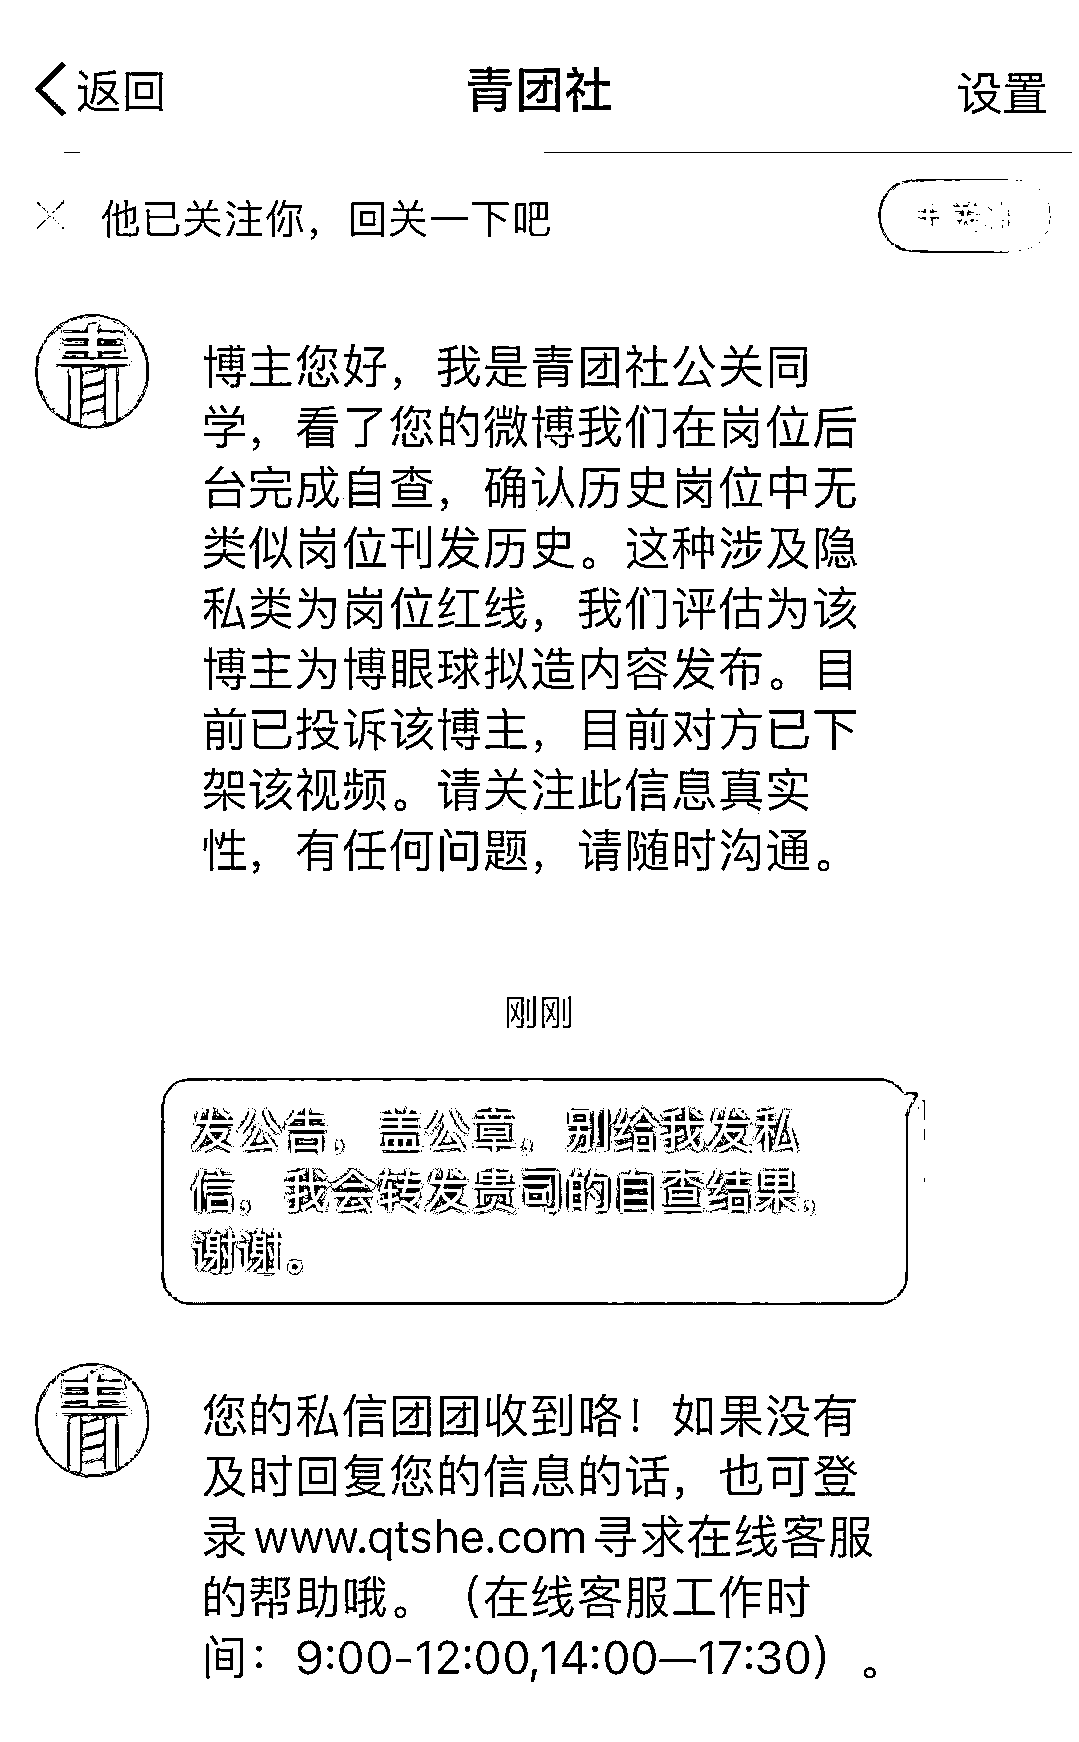 返回
青团社
设置
他已关注你，回关一下吧
博主您好，我是青团社公关同
学，看了您的微博我们在岗位后
台完成自查，确认历史岗位中无
类似岗位刊发历史。这种涉及隐
私类为岗位红线，我们评估为该
博主为博眼球拟造内容发布。目
前已投诉该博主，目前对方已下
架该视频。请关注此信息真实
性，有任何问题，请随时沟通。
刚刚
发公告，盖公章，别给我发私
信，我会转发贵司的自查结果，
谢谢。
您的私信团团收到咯！如果没有
及时回复您的信息的话，也可登
录www.qtshe.com寻求在线客服
的帮助哦。（在线客服工作时
间：9:00-12:00,14:00—17:30）。